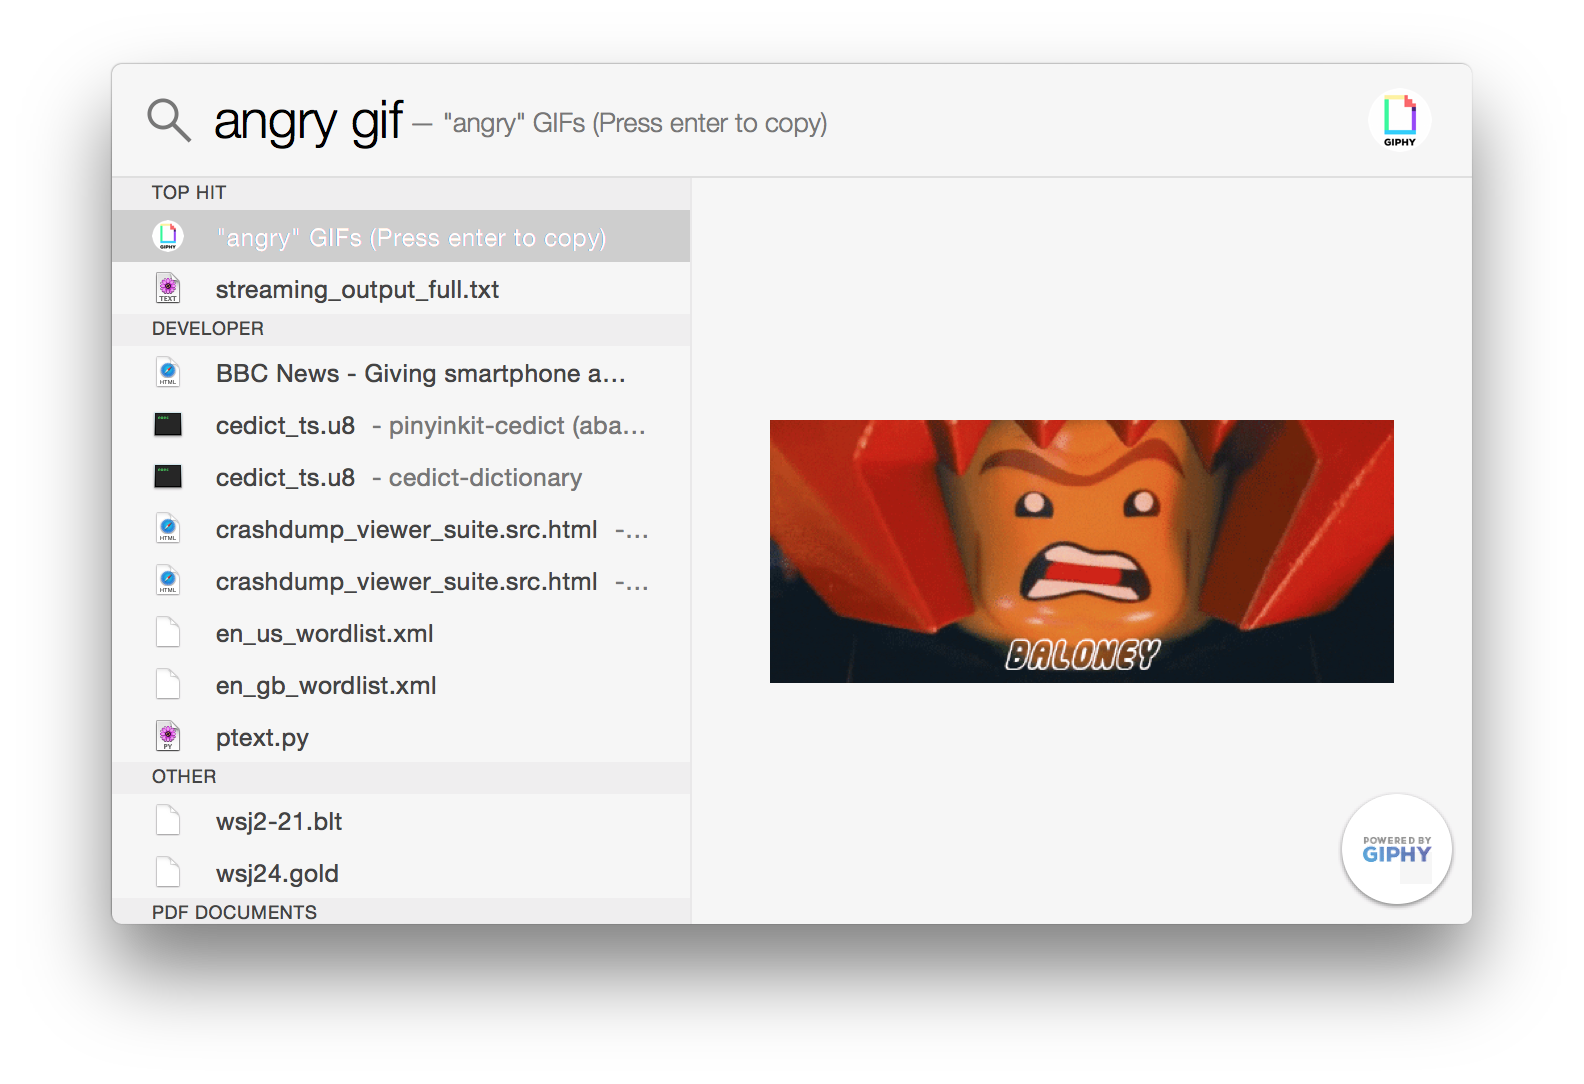 angry gif — "angry" GIFs (Press enter to copy)
GIPHY
TOP HIT
GIPHY "angry" GIFs (Press enter to copy)
TEXT streaming_output_full.txt
DEVELOPER
HTML BBC News - Giving smartphone a...
cedict_ts.u8 - pinyinkit-cedict (aba...
cedict_ts.u8 - cedict-dictionary
HTML crashdump_viewer_suite.src.html -...
HTML crashdump_viewer_suite.src.html -...
en_us_wordlist.xml
en_gb_wordlist.xml
PY ptext.py
OTHER
wsj2-21.blt
wsj24.gold
PDF DOCUMENTS
BALONEY
POWERED BY
GIPHY